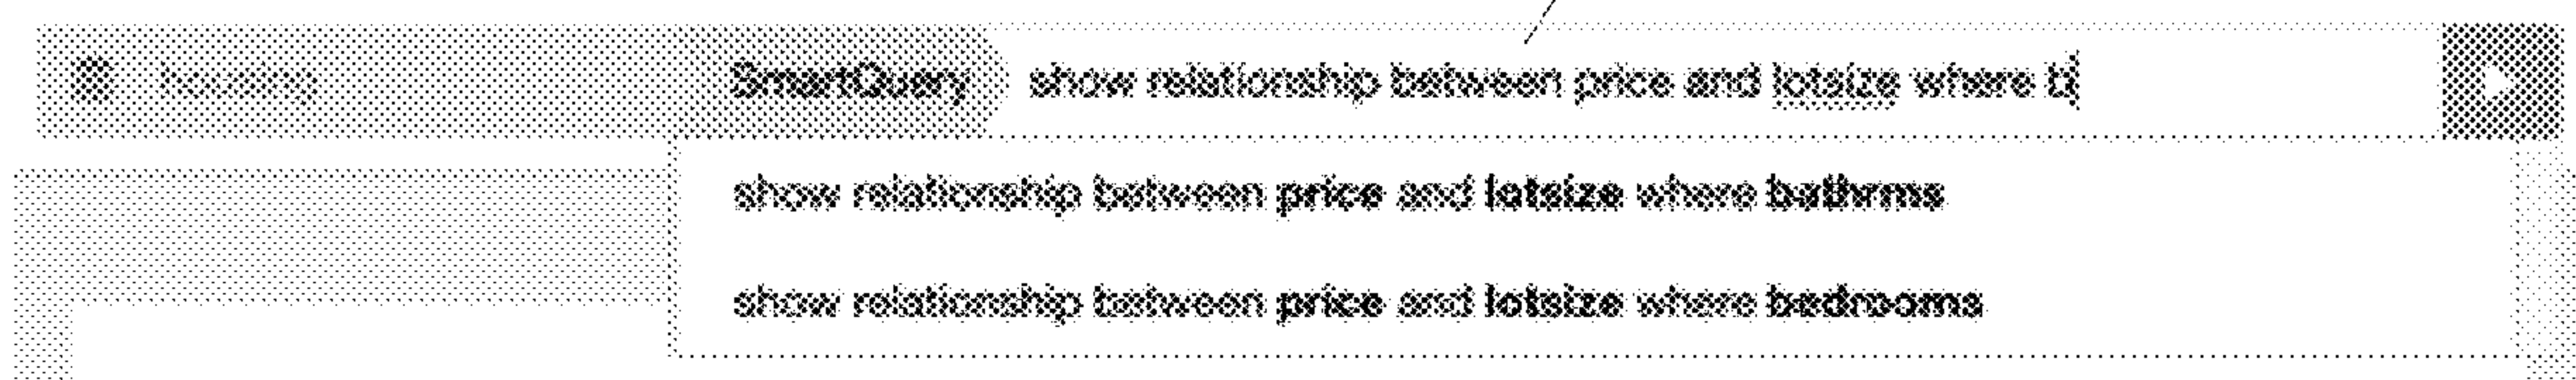 housing SmartQuery show relationship between price and lotsize where b
show relationship between price and lotsize where bathrms
show relationship between price and lotsize where bedrooms